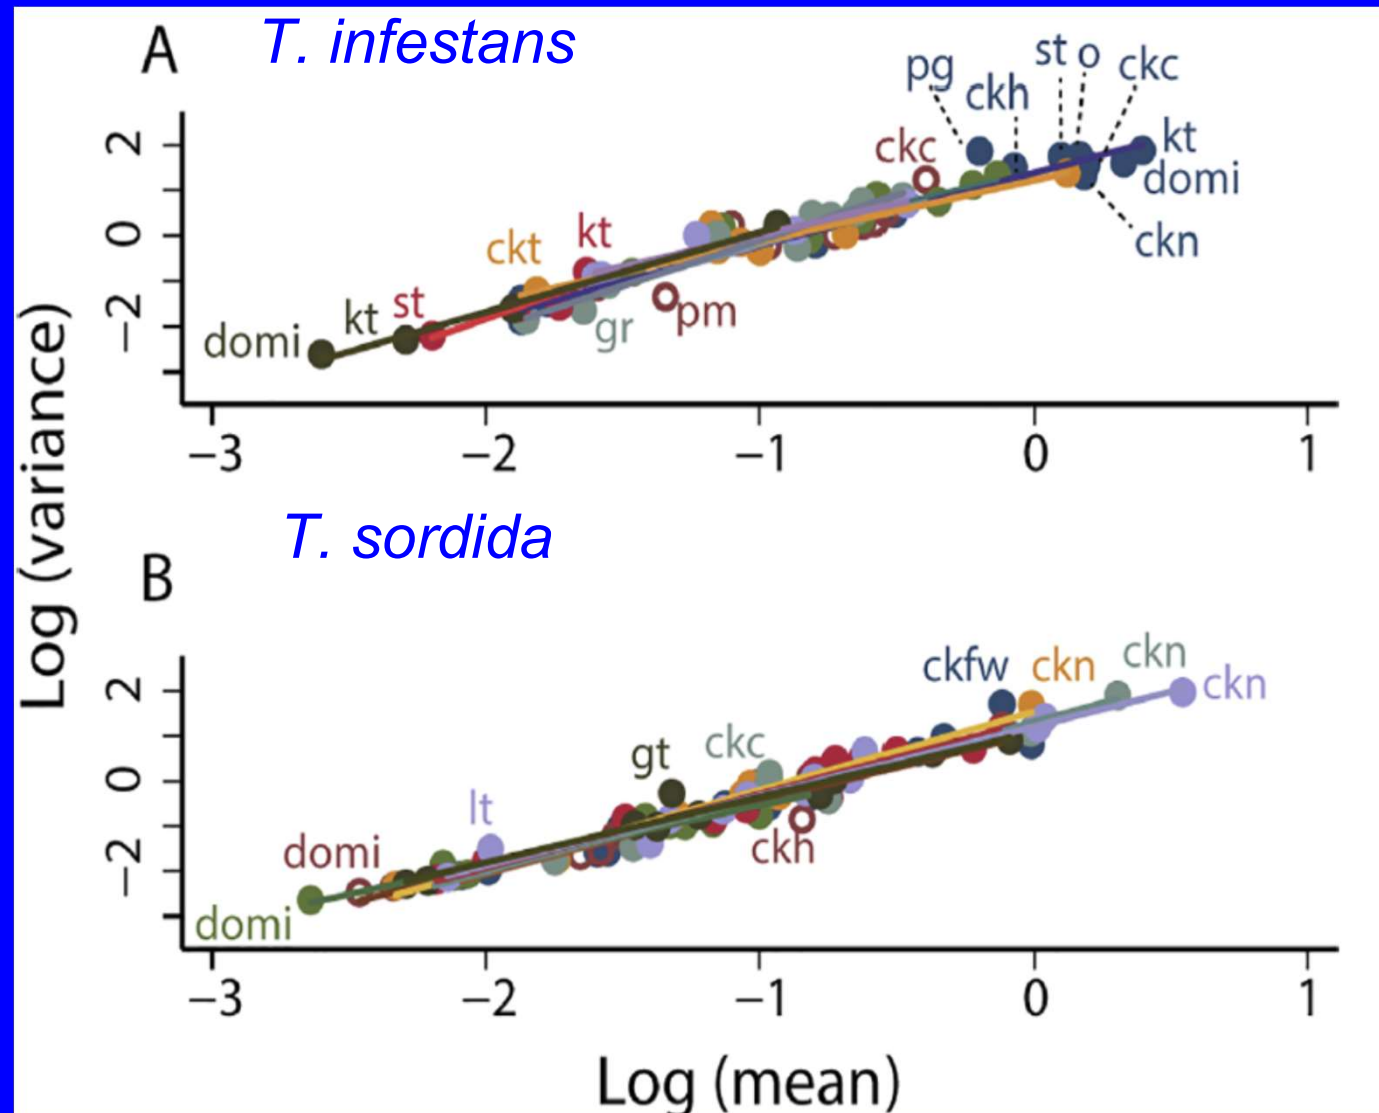 A
T. infestans
pg
ckh
st
o
ckc
kt
domi
ckn
ckc
ckt
kt
kt
st
domi
gr
pm
2
0
−2
−3
−2
−1
0
1
Log (variance)
T. sordida
B
ckfw
ckn
ckn
ckn
gt
ckc
lt
domi
domi
ckh
2
0
−2
−3
−2
−1
0
1
Log (mean)